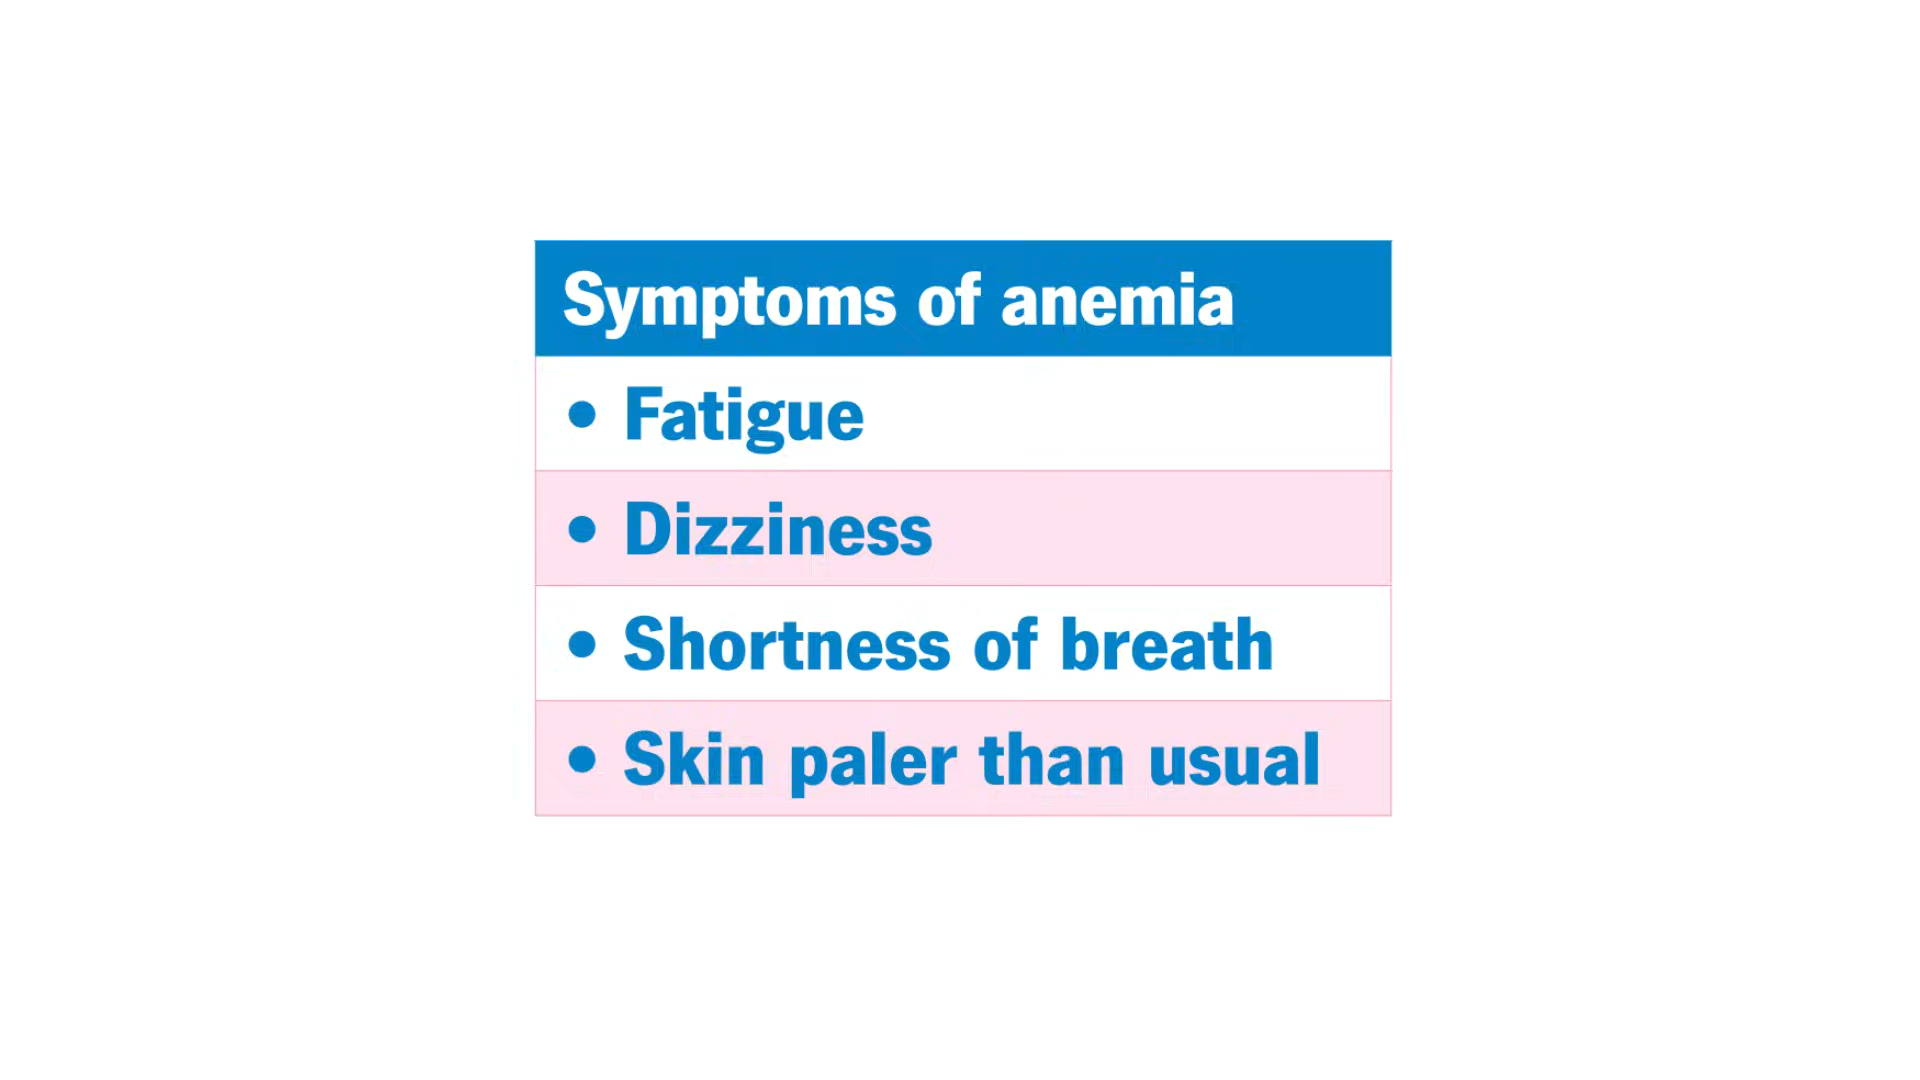 Symptoms of anemia
• Fatigue
• Dizziness
• Shortness of breath
• Skin paler than usual